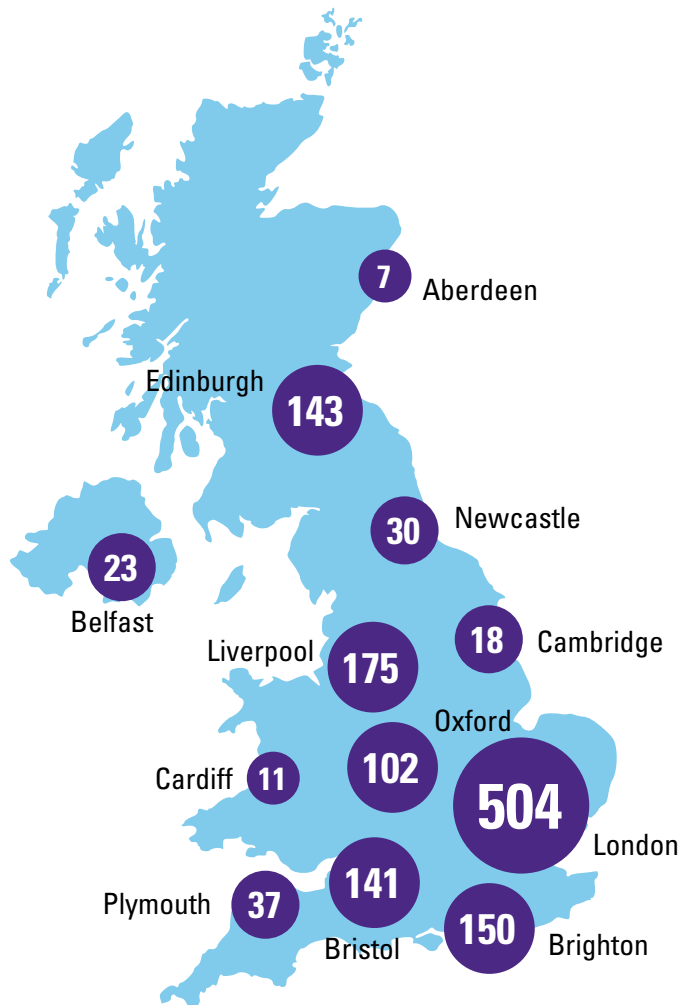 7
Aberdeen
Edinburgh
143
Newcastle
30
23
Belfast
Liverpool
175
18
Cambridge
Oxford
102
Cardiff
11
504
London
Plymouth
37
141
Bristol
150
Brighton